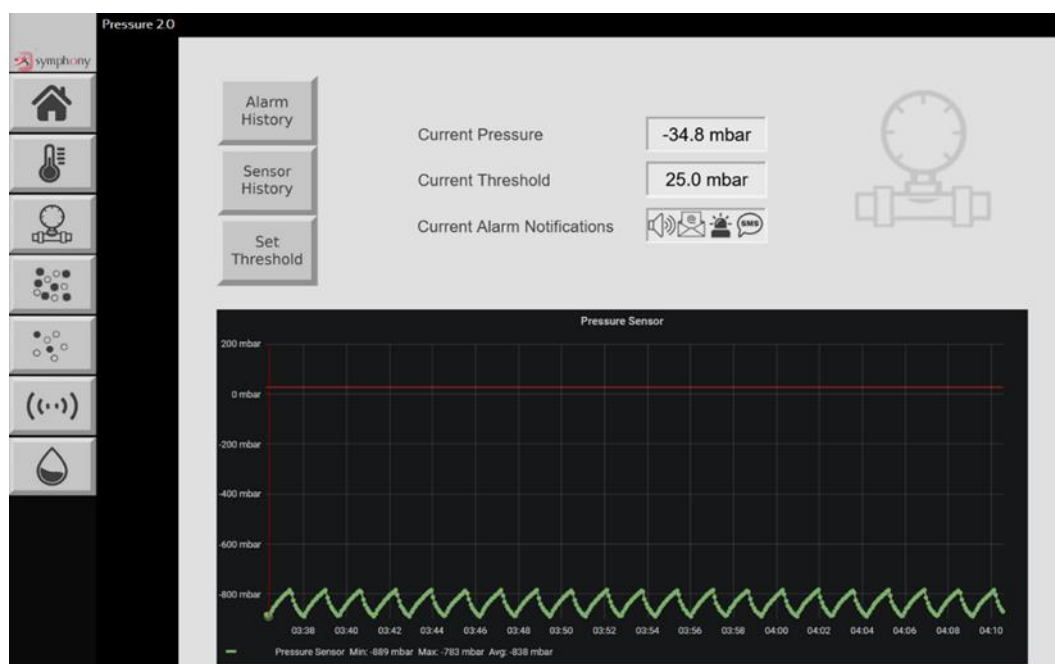 Pressure 2.0
symphony
Alarm
History
Current Pressure -34.8 mbar
Sensor
History
Current Threshold 25.0 mbar
Current Alarm Notifications SMS
Set
Threshold
Pressure Sensor
200 mbar
0 mbar
-200 mbar
-400 mbar
-600 mbar
-800 mbar
03:38 03:40 03:42 03:44 03:46 03:48 03:50 03:52 03:54 03:56 03:58 04:00 04:02 04:04 04:06 04:08 04:10
Pressure Sensor Min: -889 mbar Max: -783 mbar Avg: -838 mbar